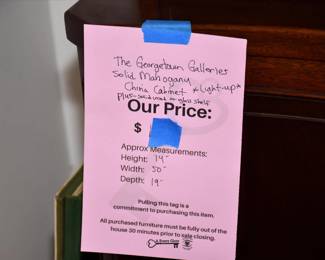 The Georgetown Galleries
Solid Mahogany
China Cabinet *Light-up*
Plus-
Our Price:
$
Approx Measurements:
Height:
Width: 50"
Depth: 19"
Pulling this tag is a
commitment to purchasing this item.
All purchased furniture must be fully out of the
house 30 minutes prior to sale closing.